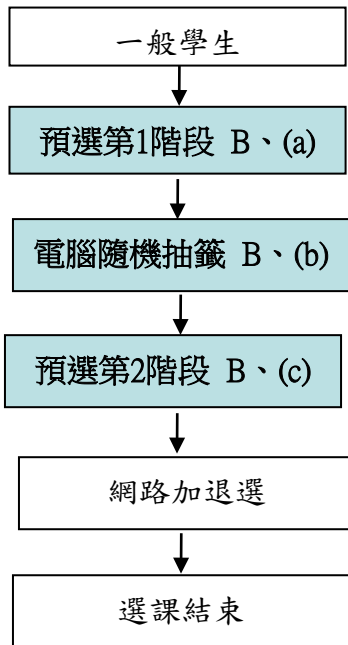 一般學生
預選第1階段 B、(a)
電腦隨機抽籤 B、(b)
預選第2階段 B、(c)
網路加退選
選課結束